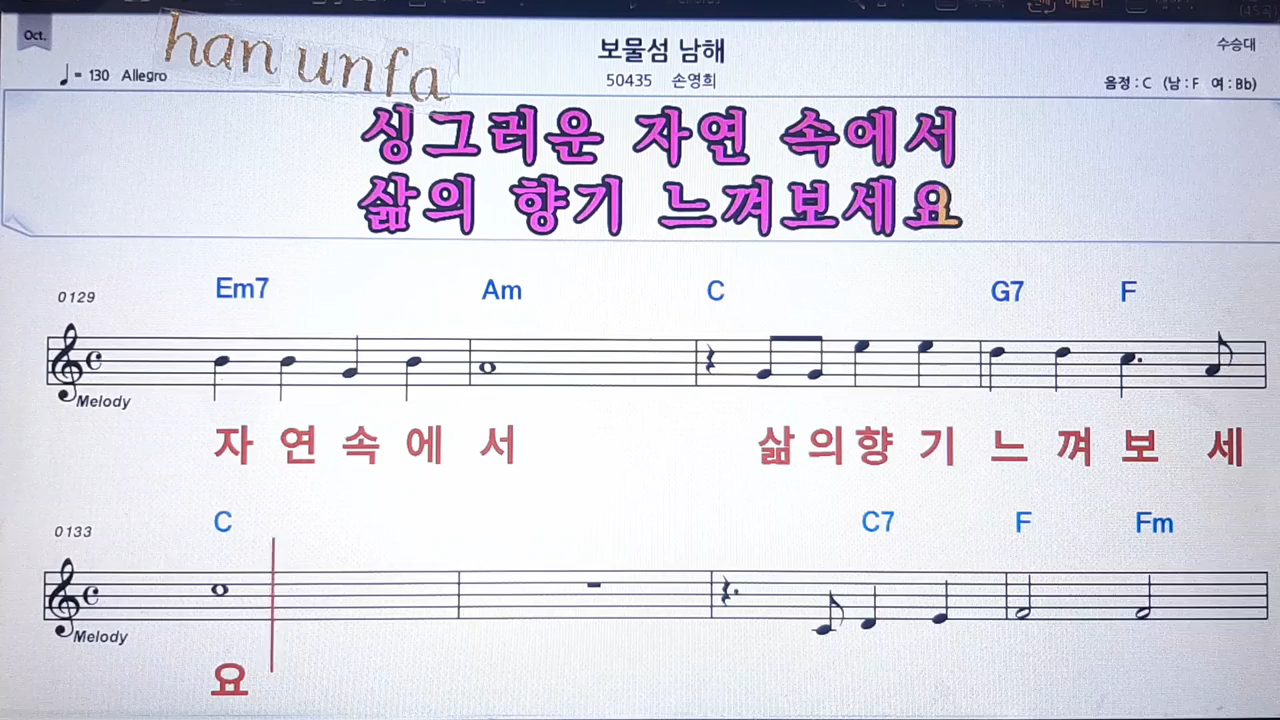 Oct.
han unfa
보물섬 남해
수승대
♩= 130 Allegro
50435 손영희
음정 : C (남 : F 여 : Bb)
싱그러운 자연 속에서
삶의 향기 느껴보세요
0129
Em7 Am C G7 F
Melody
자 연 속 에 서 삶 의 향 기 느 껴 보 세
0133
C C7 F Fm
Melody
요